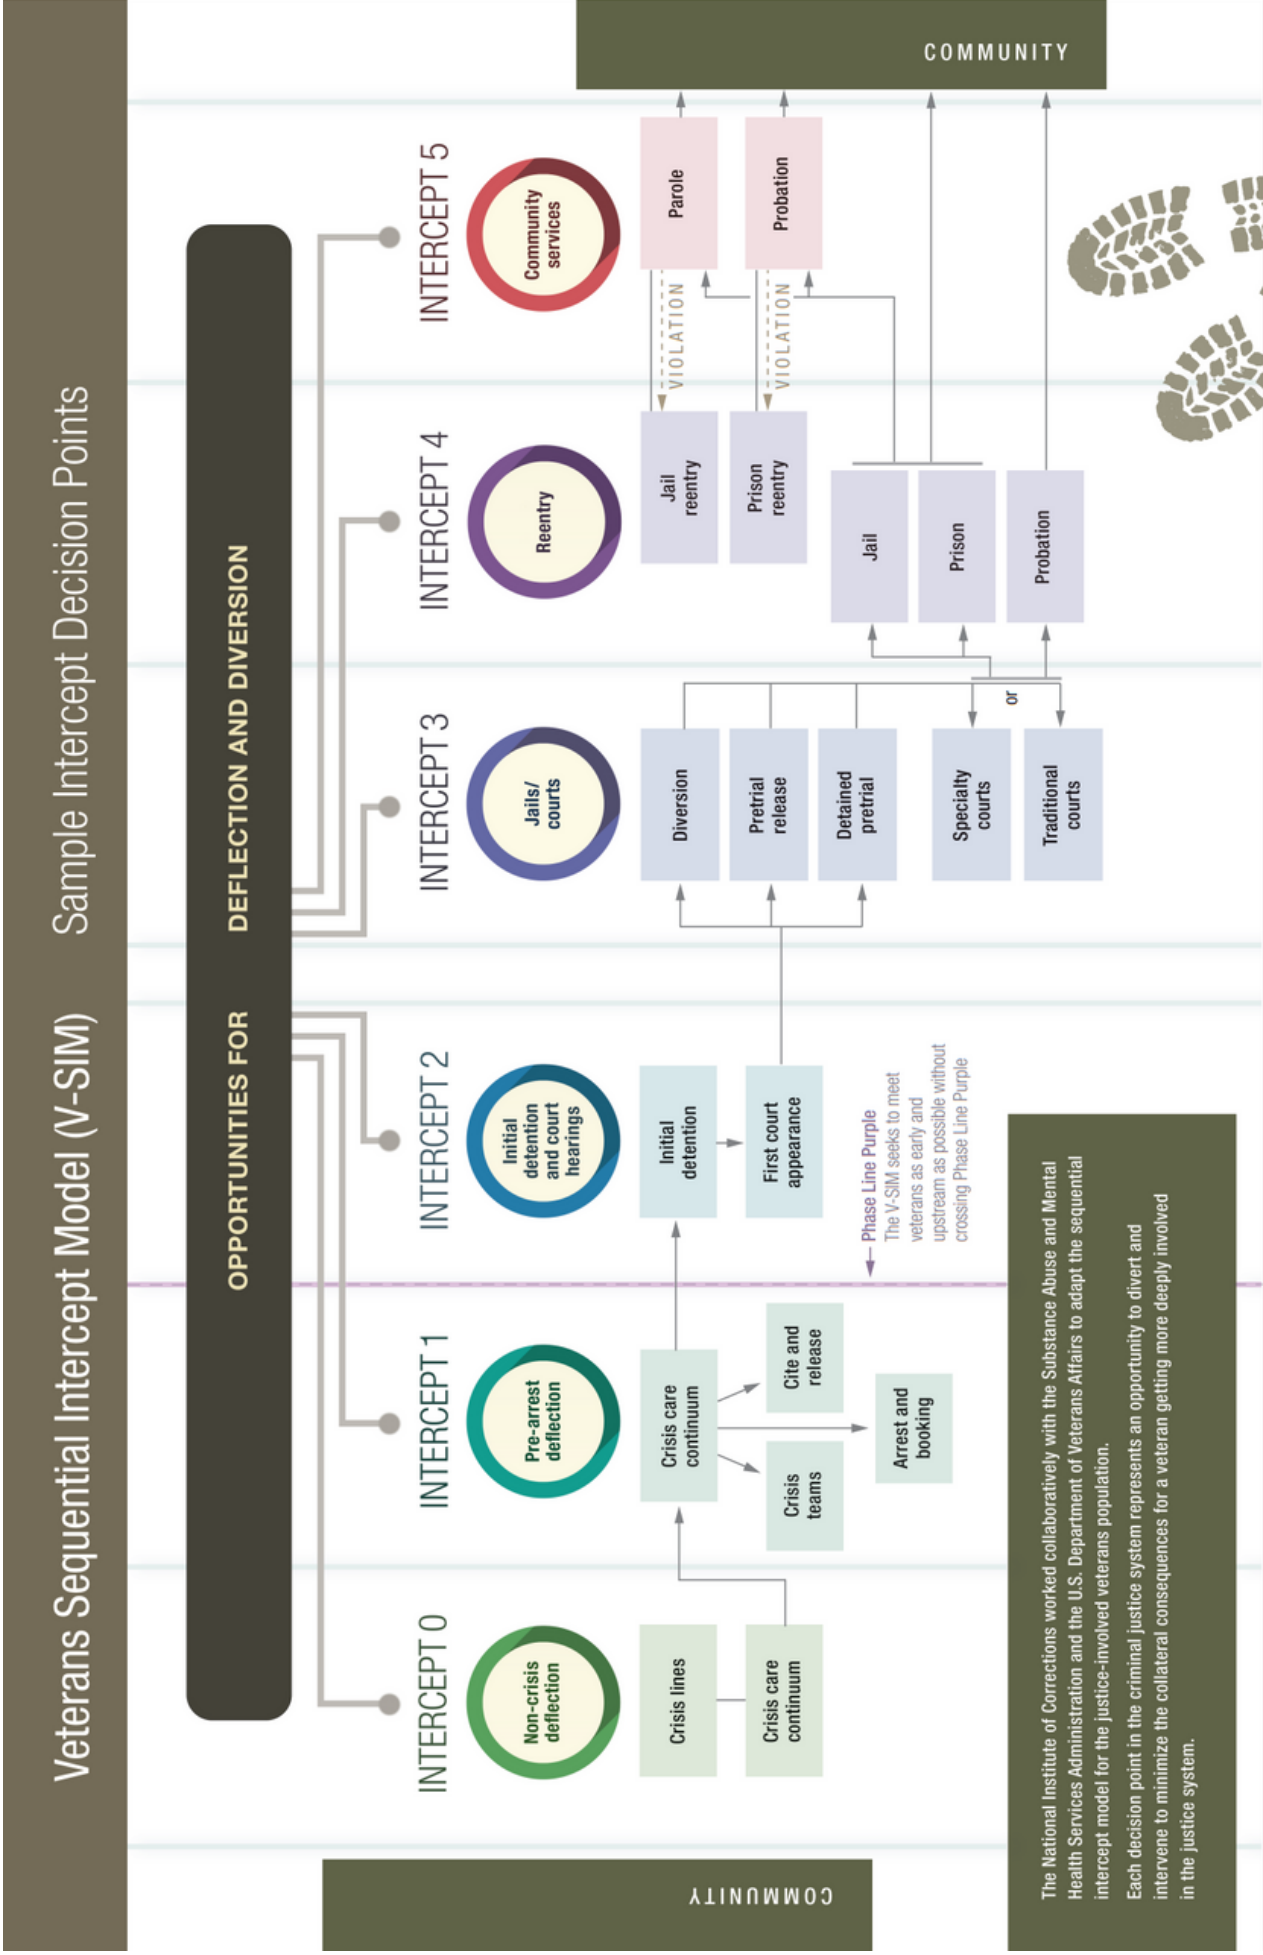 Veterans Sequential Intercept Model (V-SIM) Sample Intercept Decision Points
OPPORTUNITIES FOR DEFLECTION AND DIVERSION
COMMUNITY
INTERCEPT 0
Non-crisis
deflection
Crisis lines
Crisis care
continuum
INTERCEPT 1
Pre-arrest
deflection
Crisis care
continuum
Crisis
teams
Cite and
release
Arrest and
booking
INTERCEPT 2
Initial
detention
and court
hearings
Initial
detention
First court
appearance
Phase Line Purple
The V-SIM seeks to meet
veterans as early and
upstream as possible without
crossing Phase Line Purple
INTERCEPT 3
Jails/
courts
Diversion
Pretrial
release
Detained
pretrial
Specialty
courts
or
Traditional
courts
INTERCEPT 4
Reentry
Jail
reentry
Prison
reentry
Jail
Prison
Probation
INTERCEPT 5
Community
services
Parole
VIOLATION
Probation
VIOLATION
COMMUNITY
The National Institute of Corrections worked collaboratively with the Substance Abuse and Mental
Health Services Administration and the U.S. Department of Veterans Affairs to adapt the sequential
intercept model for the justice-involved veterans population.
Each decision point in the criminal justice system represents an opportunity to divert and
intervene to minimize the collateral consequences for a veteran getting more deeply involved
in the justice system.